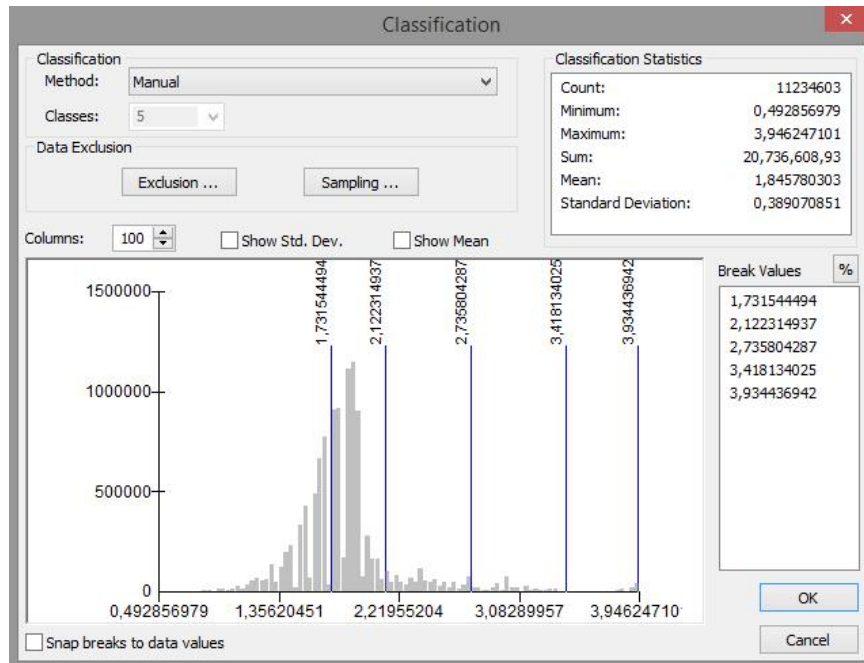 Classification
Classification
Method:
Manual
Classes:
5
Data Exclusion
Exclusion ...
Sampling ...
Classification Statistics
Count: 11234603
Minimum: 0,492856979
Maximum: 3,946247101
Sum: 20,736,608,93
Mean: 1,845780303
Standard Deviation: 0,389070851
Columns:
100
Show Std. Dev.
Show Mean
Break Values
%
1,731544494
2,122314937
2,735804287
3,418134025
3,934436942
1500000
1000000
500000
0
1,731544494
2,122314937
2,735804287
3,418134025
3,934436942
0,492856979 1,35620451 2,21955204 3,08289957 3,94624710
Snap breaks to data values
OK
Cancel